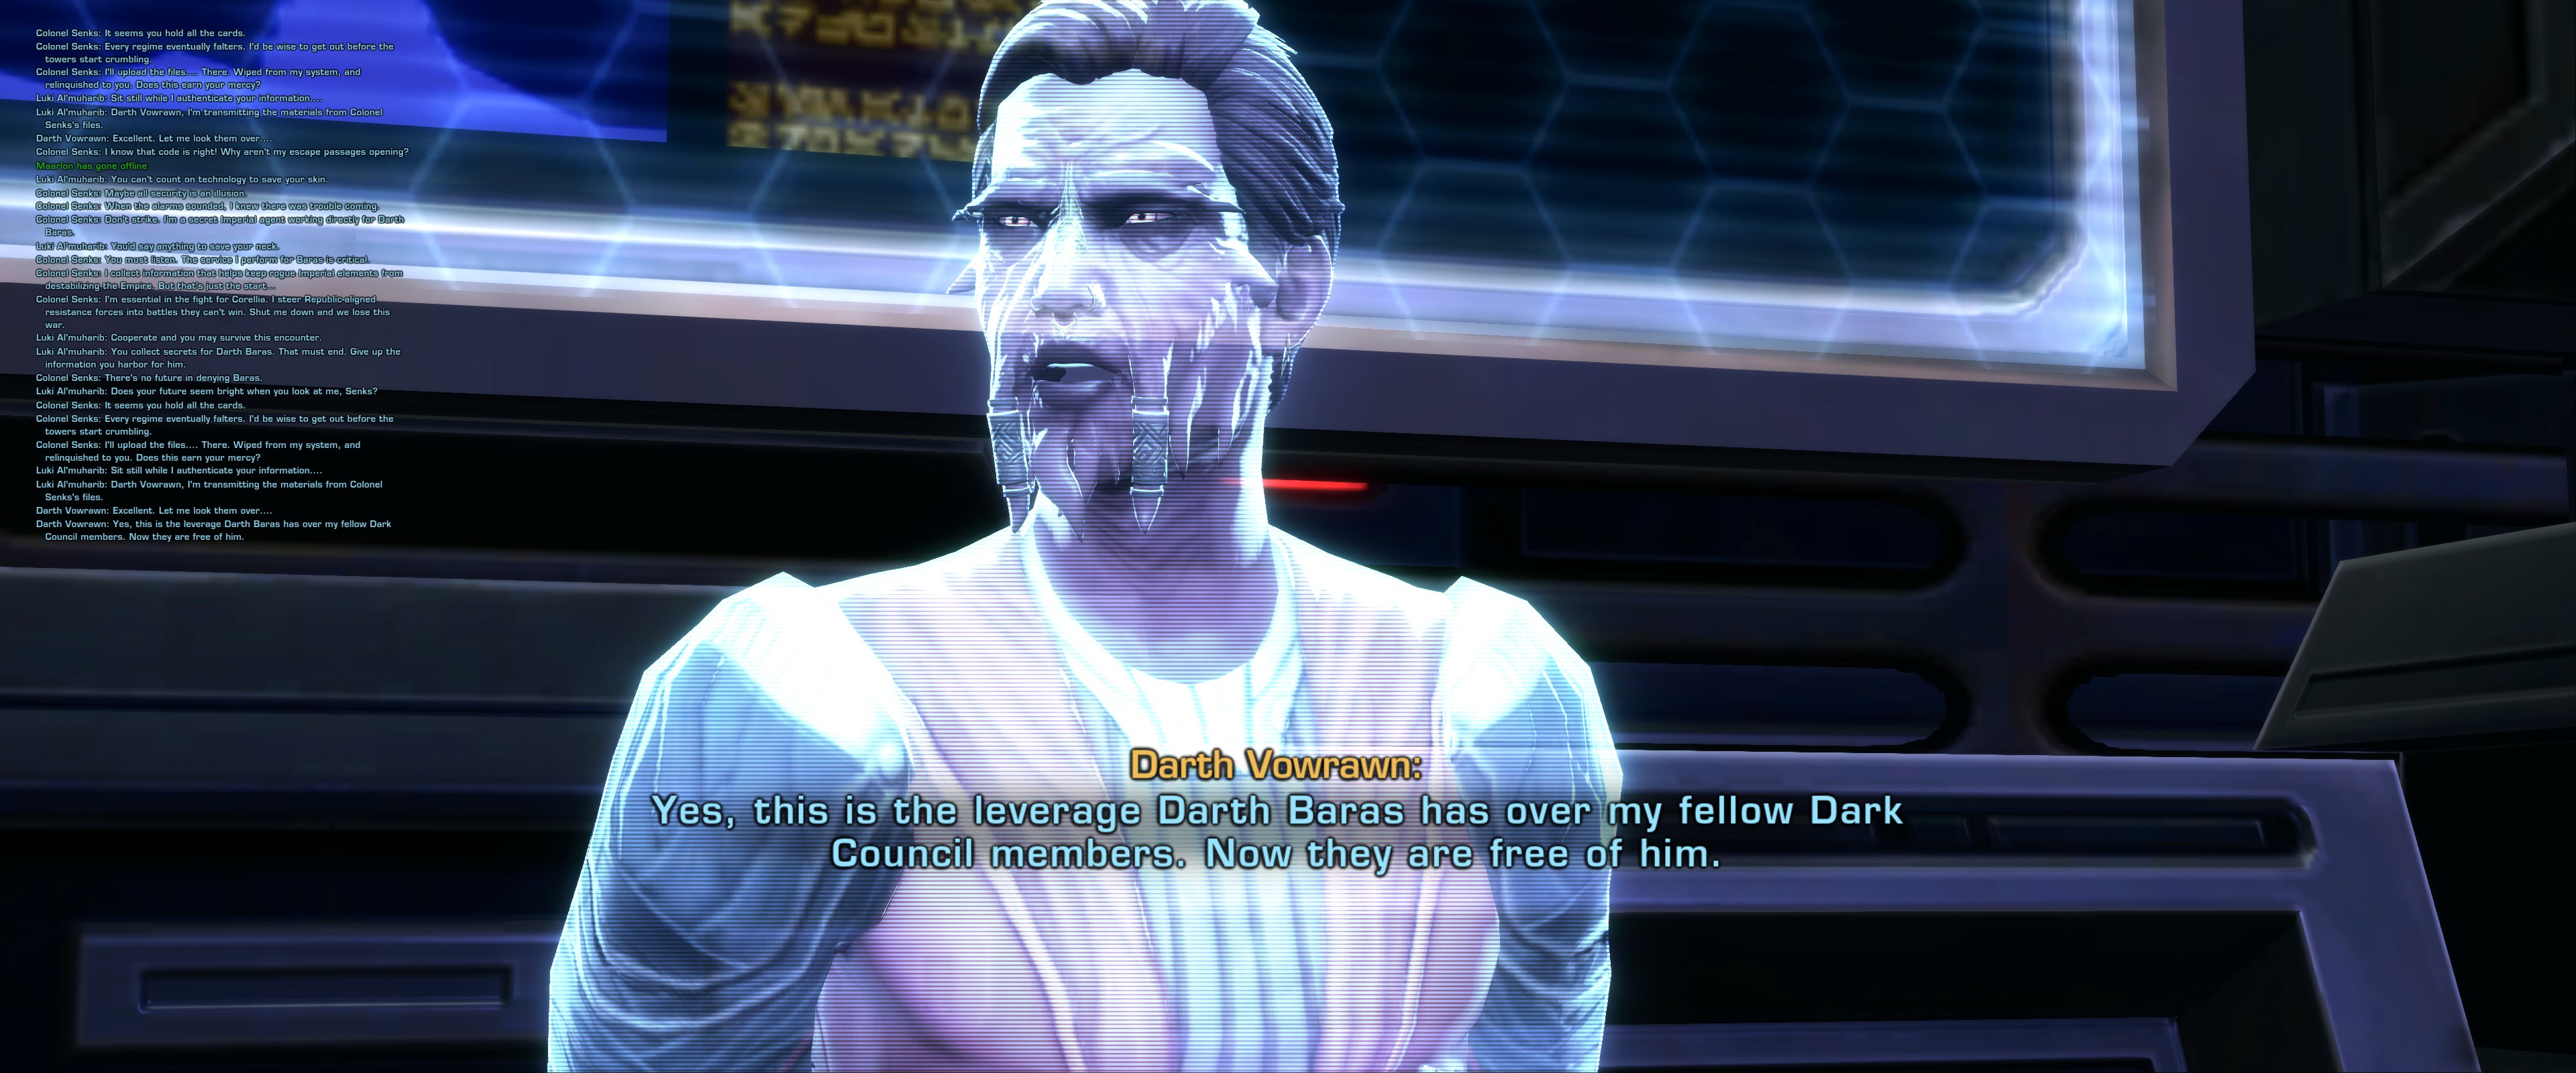 Colonel Senks: It seems you hold all the cards.
Colonel Senks: Every regime eventually falters. I'd be wise to get out before the
towers start crumbling.
Colonel Senks: I'll upload the files.... There. Wiped from my system, and
relinquished to you. Does this earn your mercy?
Luki Al'muharib: Sit still while I authenticate your information....
Luki Al'muharib: Darth Vowrawn, I'm transmitting the materials from Colonel
Senks's files.
Darth Vowrawn: Excellent. Let me look them over....
Colonel Senks: I know that code is right! Why aren't my escape passages opening?
Maarlon has gone offline.
Luki Al'muharib: You can't count on technology to save your skin.
Colonel Senks: Maybe all security is an illusion.
Colonel Senks: When the alarms sounded, I knew there was trouble coming.
Colonel Senks: Don't strike. I'm a secret Imperial agent working directly for Darth
Baras.
Luki Al'muharib: You'd say anything to save your neck.
Colonel Senks: You must listen. The service I perform for Baras is critical.
Colonel Senks: I collect information that helps keep rogue Imperial elements from
destabilizing the Empire. But that's just the start...
Colonel Senks: I'm essential in the fight for Corellia. I steer Republic-aligned
resistance forces into battles they can't win. Shut me down and we lose this
war.
Luki Al'muharib: Cooperate and you may survive this encounter.
Luki Al'muharib: You collect secrets for Darth Baras. That must end. Give up the
information you harbor for him.
Colonel Senks: There's no future in denying Baras.
Luki Al'muharib: Does your future seem bright when you look at me, Senks?
Colonel Senks: It seems you hold all the cards.
Colonel Senks: Every regime eventually falters. I'd be wise to get out before the
towers start crumbling.
Colonel Senks: I'll upload the files.... There. Wiped from my system, and
relinquished to you. Does this earn your mercy?
Luki Al'muharib: Sit still while I authenticate your information....
Luki Al'muharib: Darth Vowrawn, I'm transmitting the materials from Colonel
Senks's files.
Darth Vowrawn: Excellent. Let me look them over....
Darth Vowrawn: Yes, this is the leverage Darth Baras has over my fellow Dark
Council members. Now they are free of him.
Darth Vowrawn:
Yes, this is the leverage Darth Baras has over my fellow Dark
Council members. Now they are free of him.